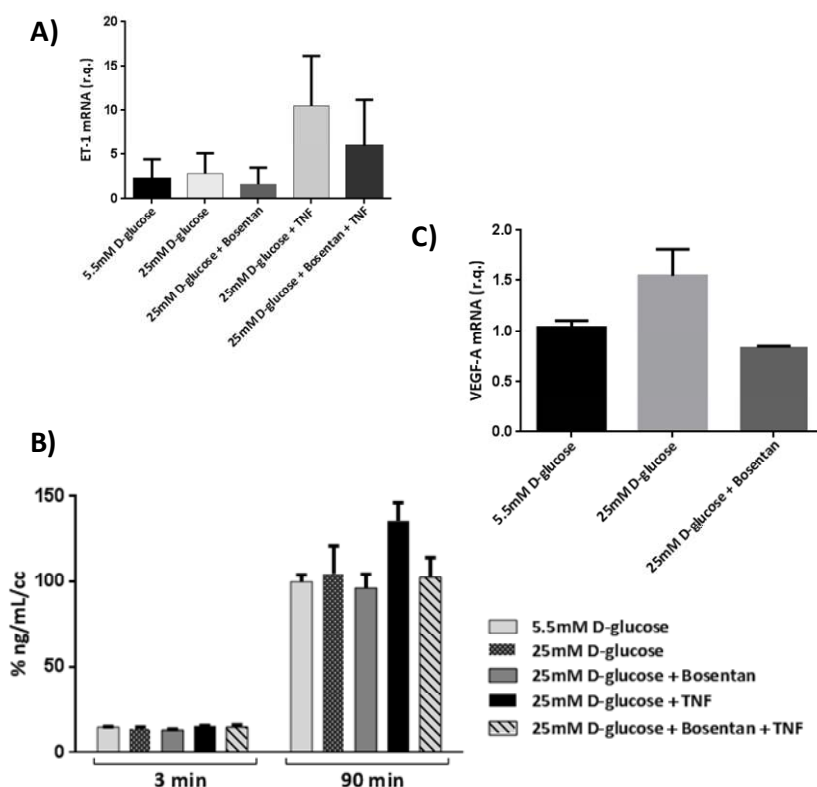 A)
ET-1 mRNA (r.q.)
20
15
10
5
0
5.5mM D-glucose
25mM D-glucose
25mM D-glucose + Bosentan
25mM D-glucose + TNF
25mM D-glucose + Bosentan + TNF
C)
VEGF-A mRNA (r.q.)
2.0
1.5
1.0
0.5
0.0
5.5mM D-glucose
25mM D-glucose
25mM D-glucose + Bosentan
B)
% ng/mL/cc
150
100
50
0
3 min
90 min
5.5mM D-glucose
25mM D-glucose
25mM D-glucose + Bosentan
25mM D-glucose + TNF
25mM D-glucose + Bosentan + TNF